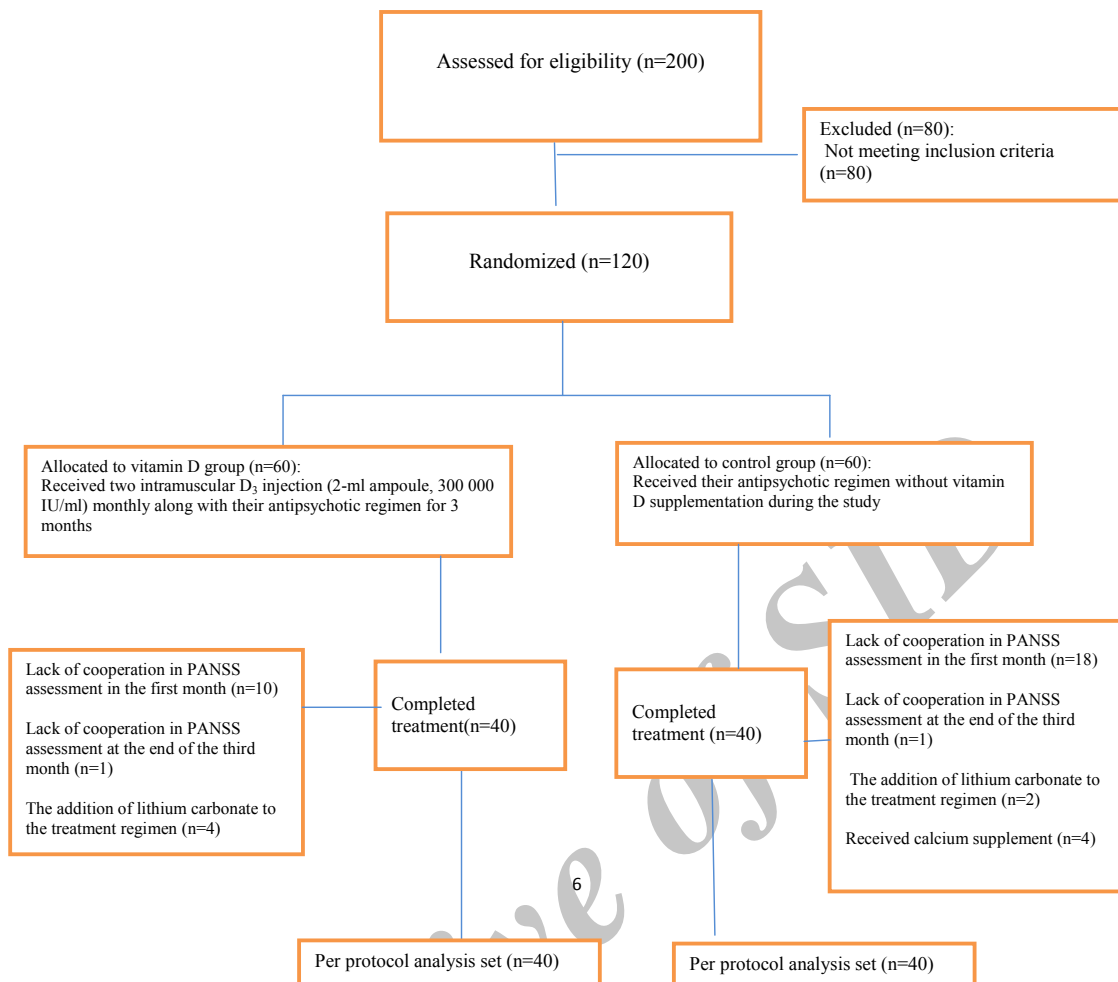 Assessed for eligibility (n=200)
Excluded (n=80):
Not meeting inclusion criteria
(n=80)
Randomized (n=120)
Allocated to vitamin D group (n=60):
Received two intramuscular D₃ injection (2-ml ampoule, 300 000
IU/ml) monthly along with their antipsychotic regimen for 3
months
Allocated to control group (n=60):
Received their antipsychotic regimen without vitamin
D supplementation during the study
Lack of cooperation in PANSS
assessment in the first month (n=10)
Lack of cooperation in PANSS
assessment at the end of the third
month (n=1)
The addition of lithium carbonate to
the treatment regimen (n=4)
Completed
treatment(n=40)
Completed
treatment (n=40)
Lack of cooperation in PANSS
assessment in the first month (n=18)
Lack of cooperation in PANSS
assessment at the end of the third
month (n=1)
The addition of lithium carbonate to
the treatment regimen (n=2)
Received calcium supplement (n=4)
6
Per protocol analysis set (n=40)
Per protocol analysis set (n=40)